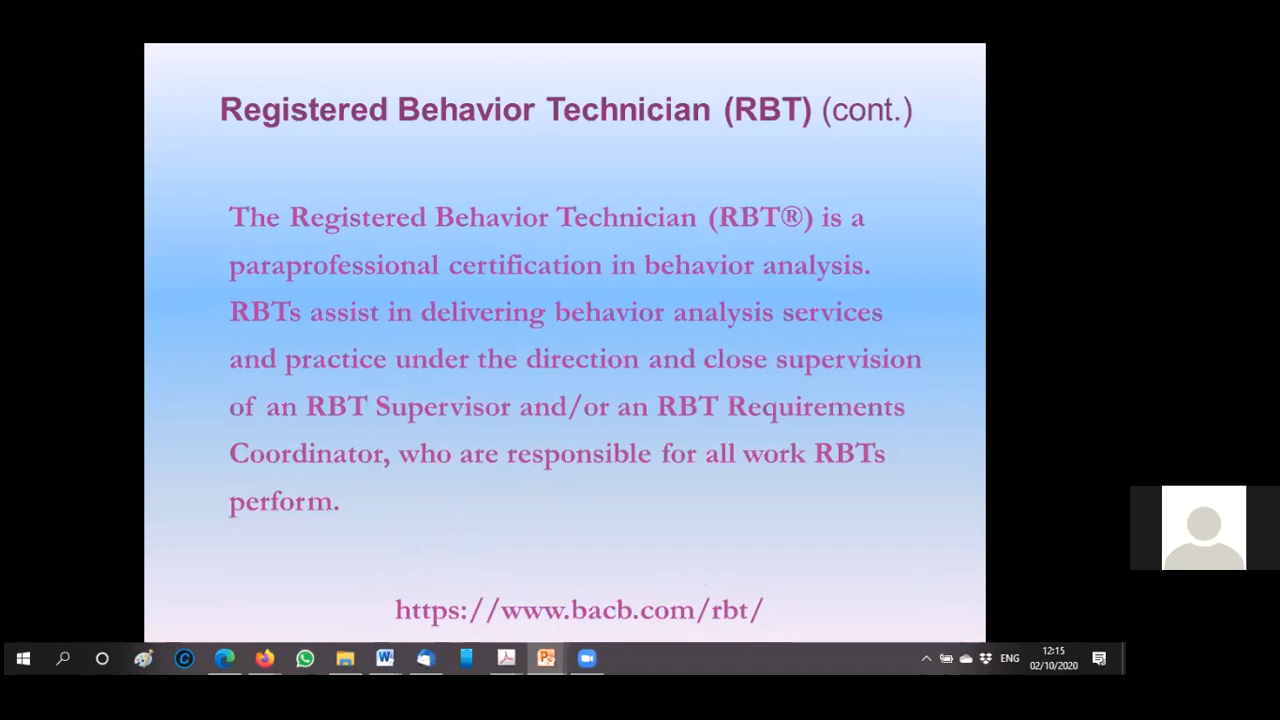 Registered Behavior Technician (RBT) (cont.)
The Registered Behavior Technician (RBT®) is a
paraprofessional certification in behavior analysis.
RBTs assist in delivering behavior analysis services
and practice under the direction and close supervision
of an RBT Supervisor and/or an RBT Requirements
Coordinator, who are responsible for all work RBTs
perform.
https://www.bacb.com/rbt/
ENG
12:15
02/10/2020